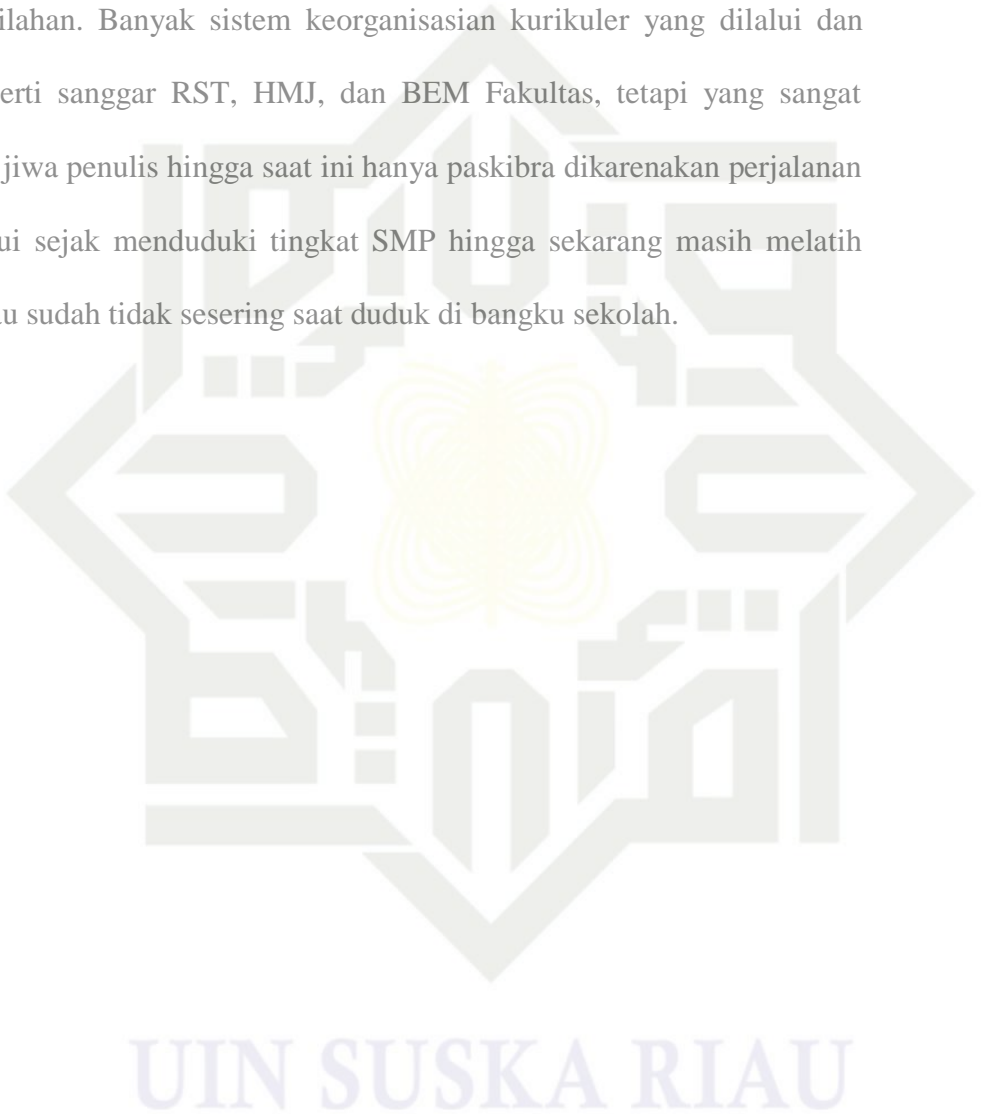 ilahan. Banyak sistem keorganisasian kurikuler yang dilalui dan
erti sanggar RST, HMJ, dan BEM Fakultas, tetapi yang sangat
jiwa penulis hingga saat ini hanya paskibra dikarenakan perjalanan
ui sejak menduduki tingkat SMP hingga sekarang masih melatih
u sudah tidak sesering saat duduk di bangku sekolah.
UIN SUSKA RIAU